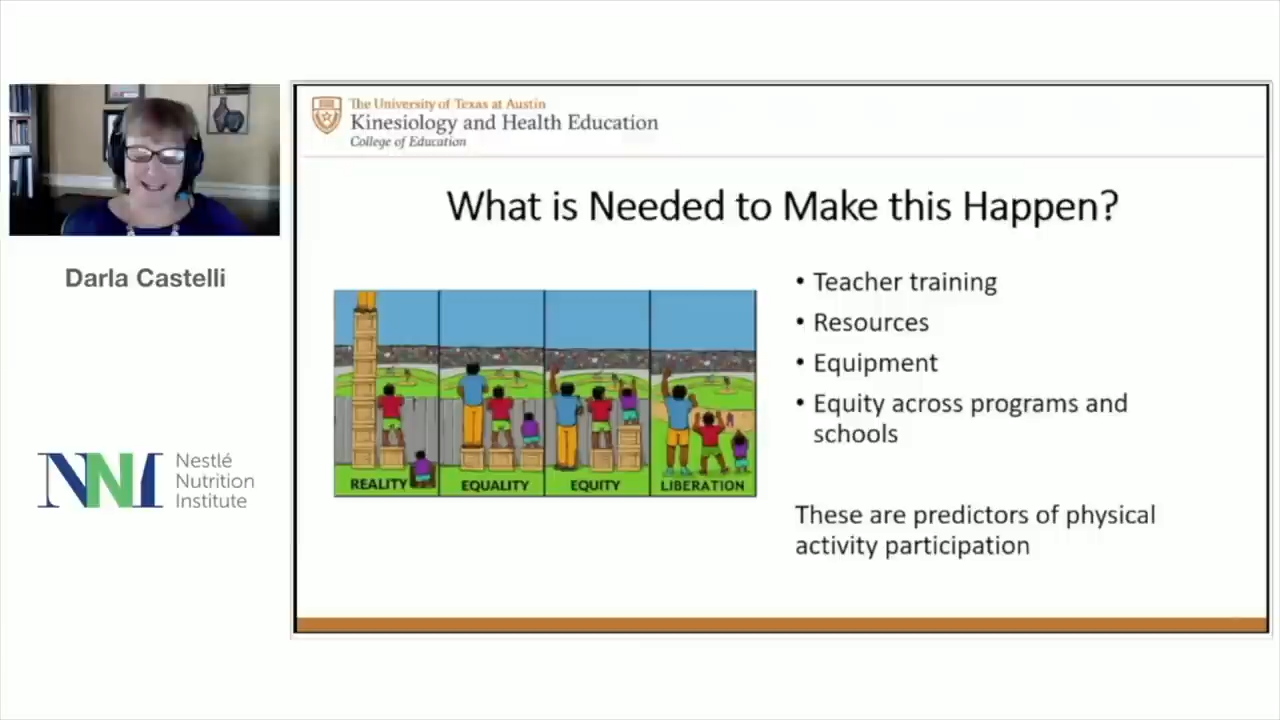 The University of Texas at Austin
Kinesiology and Health Education
College of Education
What is Needed to Make this Happen?
Darla Castelli
• Teacher training
• Resources
• Equipment
• Equity across programs and
schools
REALITY
EQUALITY
EQUITY
LIBERATION
NNI
Nestlé
Nutrition
Institute
These are predictors of physical
activity participation